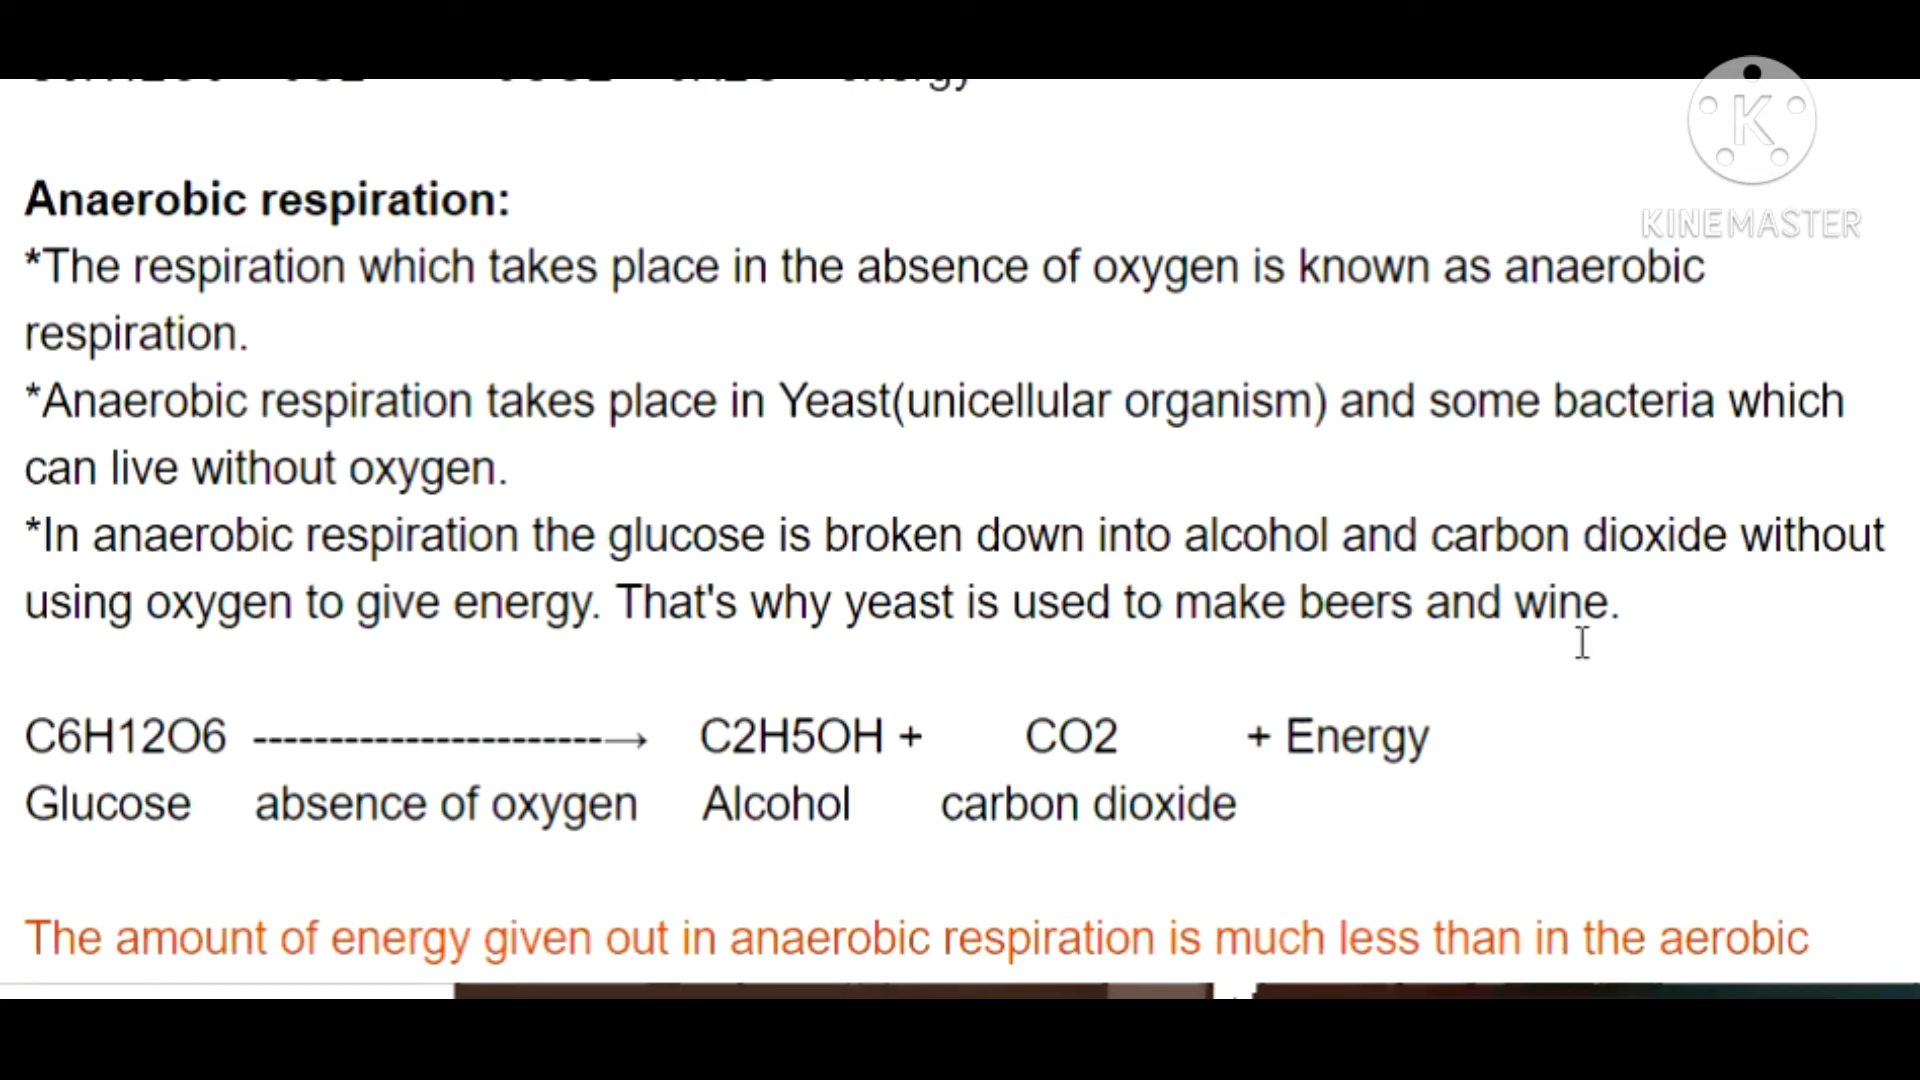 energy
K
KINEMASTER
Anaerobic respiration:
*The respiration which takes place in the absence of oxygen is known as anaerobic
respiration.
*Anaerobic respiration takes place in Yeast(unicellular organism) and some bacteria which
can live without oxygen.
*In anaerobic respiration the glucose is broken down into alcohol and carbon dioxide without
using oxygen to give energy. That's why yeast is used to make beers and wine.
C6H12O6 -----------------------→ C2H5OH + CO2 + Energy
Glucose absence of oxygen Alcohol carbon dioxide
The amount of energy given out in anaerobic respiration is much less than in the aerobic